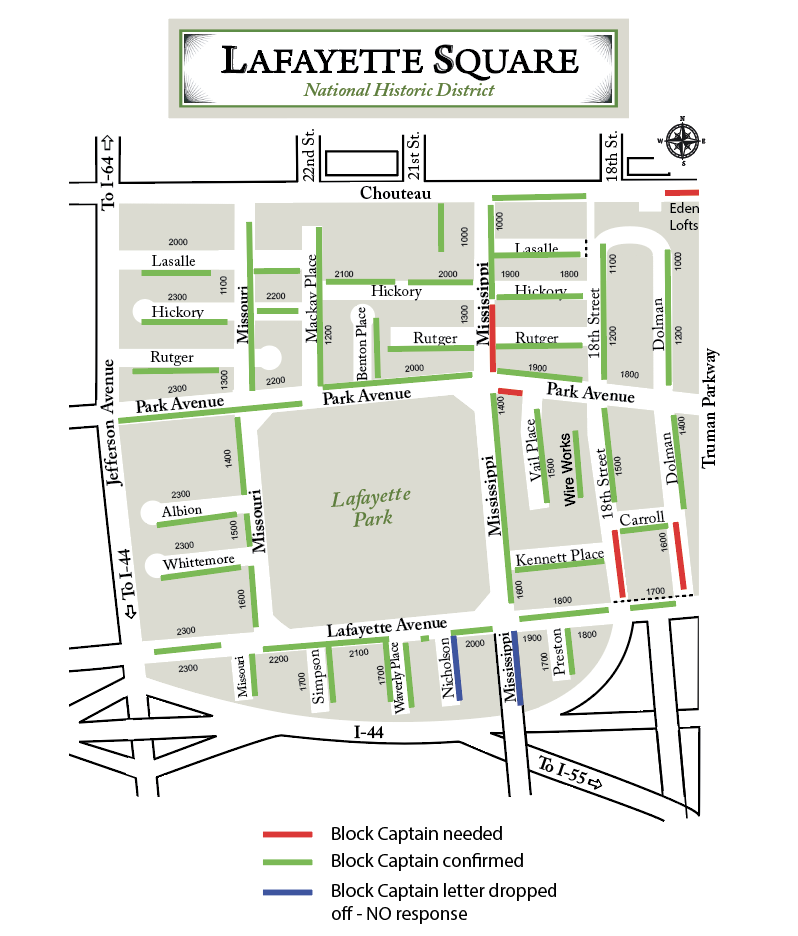 LAFAYETTE SQUARE
National Historic District
N
W E
S
To I-64
22nd St.
21st St.
18th St.
Chouteau
Eden
Lofts
2000
1000
1000
Lasalle
Lasalle
1100
1000
2300
1100
2200
2100
2000
1900
1800
Hickory
Hickory
Hickory
Missouri
Mackay Place
Mississippi
18th Street
Dolman
1300
1200
Benton Place
1200
1200
Rutger
Rutger
Rutger
2300
1300
2200
2000
1900
1800
Park Avenue
Park Avenue
Park Avenue
Jefferson Avenue
Truman Parkway
1400
1400
1400
Missouri
Lafayette
Park
Mississippi
Vail Place
1500
Wire Works
18th Street
1500
Dolman
2300
Albion
1500
Carroll
1600
2300
Whittemore
Kennett Place
To I-44
1600
1600
1800
1700
2300
Lafayette Avenue
2300
Missouri
2200
1700
Simpson
2100
1700
Waverly Place
Nicholson
2000
Mississippi
1900
1700
Preston
1800
I-44
To I-55
Block Captain needed
Block Captain confirmed
Block Captain letter dropped
off - NO response